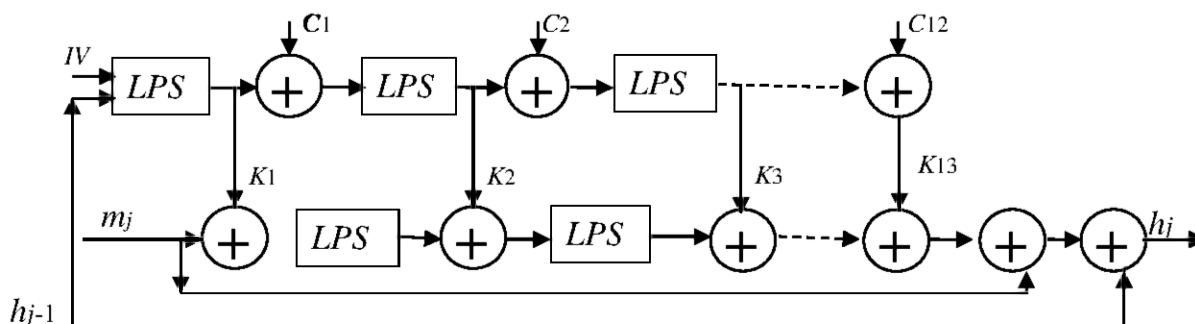 C1 C2 C12
IV
LPS + LPS + LPS +
K1 K2 K3 K13
mj + LPS + LPS + + + + hj
hj-1